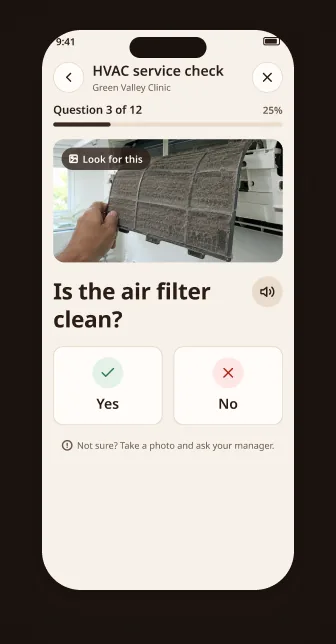 9:41
HVAC service check
Green Valley Clinic
Question 3 of 12
25%
Look for this
Is the air filter
clean?
Yes
No
Not sure? Take a photo and ask your manager.